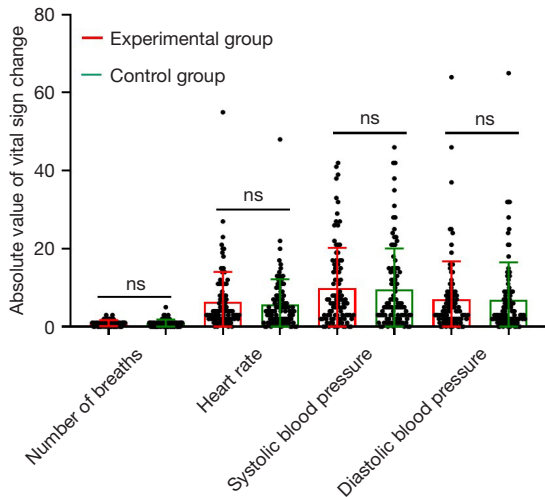 Absolute value of vital sign change
80
60
40
20
0
Experimental group
Control group
ns
ns
ns
ns
Number of breaths
Heart rate
Systolic blood pressure
Diastolic blood pressure